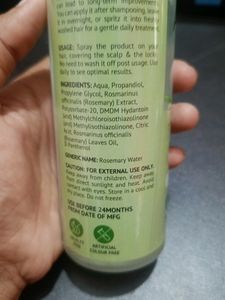 can lead to long-term improvement.
You can apply it after shampooing, leave
it in overnight, or spritz it into freshly
washed hair for a gentle daily treatment.
USAGE: Spray the product on your
hair, covering the scalp & the
No need to wash it off post usage. Use
daily to see optimal results.
INGREDIENTS: Aqua, Propandiol,
Propylene Glycol, Rosmarinus
officinalis (Rosemary) Extract,
Polysorbate-20, DMDM Hydantoin
(and) Methylchloroisothiazolinone
(and) Methylisothiazolinone, Citric
Acid, Rosmarinus officinalis
(Rosemary) Leaves Oil,
D-Panthenol
GENERIC NAME: Rosemary Water
CAUTION: FOR EXTERNAL USE ONLY.
Keep away from children. Keep away
from direct sunlight and heat. Avoid
contact with eyes. Store in a cool and
dry place. Do not
USE BEFORE 24MONTHS
FROM DATE OF MFG
CRUELTY
FREE
ARTIFICIAL
COLOUR FREE